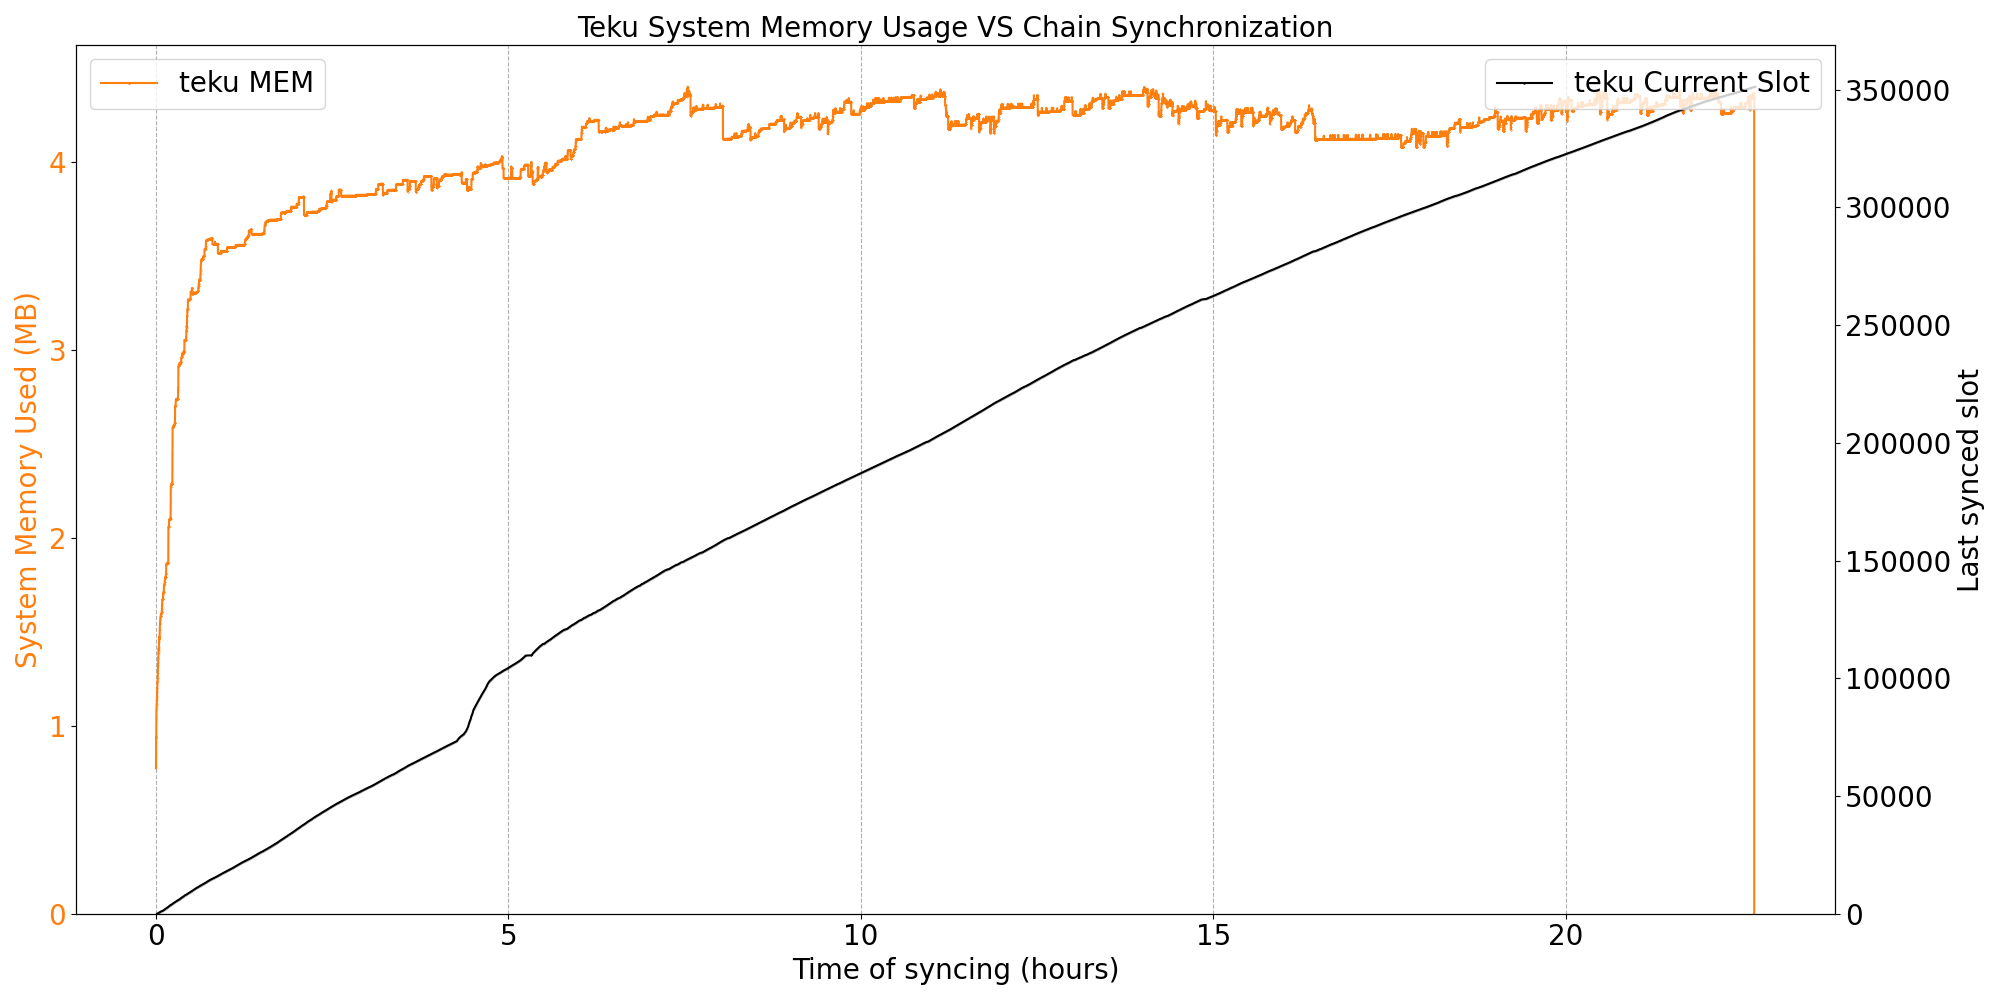 Teku System Memory Usage VS Chain Synchronization
teku MEM
teku Current Slot
System Memory Used (MB)
4
3
2
1
0
350000
300000
250000
200000
150000
100000
50000
0
Last synced slot
0 5 10 15 20
Time of syncing (hours)